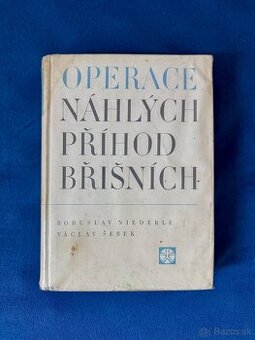 OPERACE
NÁHLÝCH
PŘÍHOD
BŘIŠNÍCH
BOHUSLAV NIEDERLE
VÁCLAV ŠEBEK
Bazos.sk